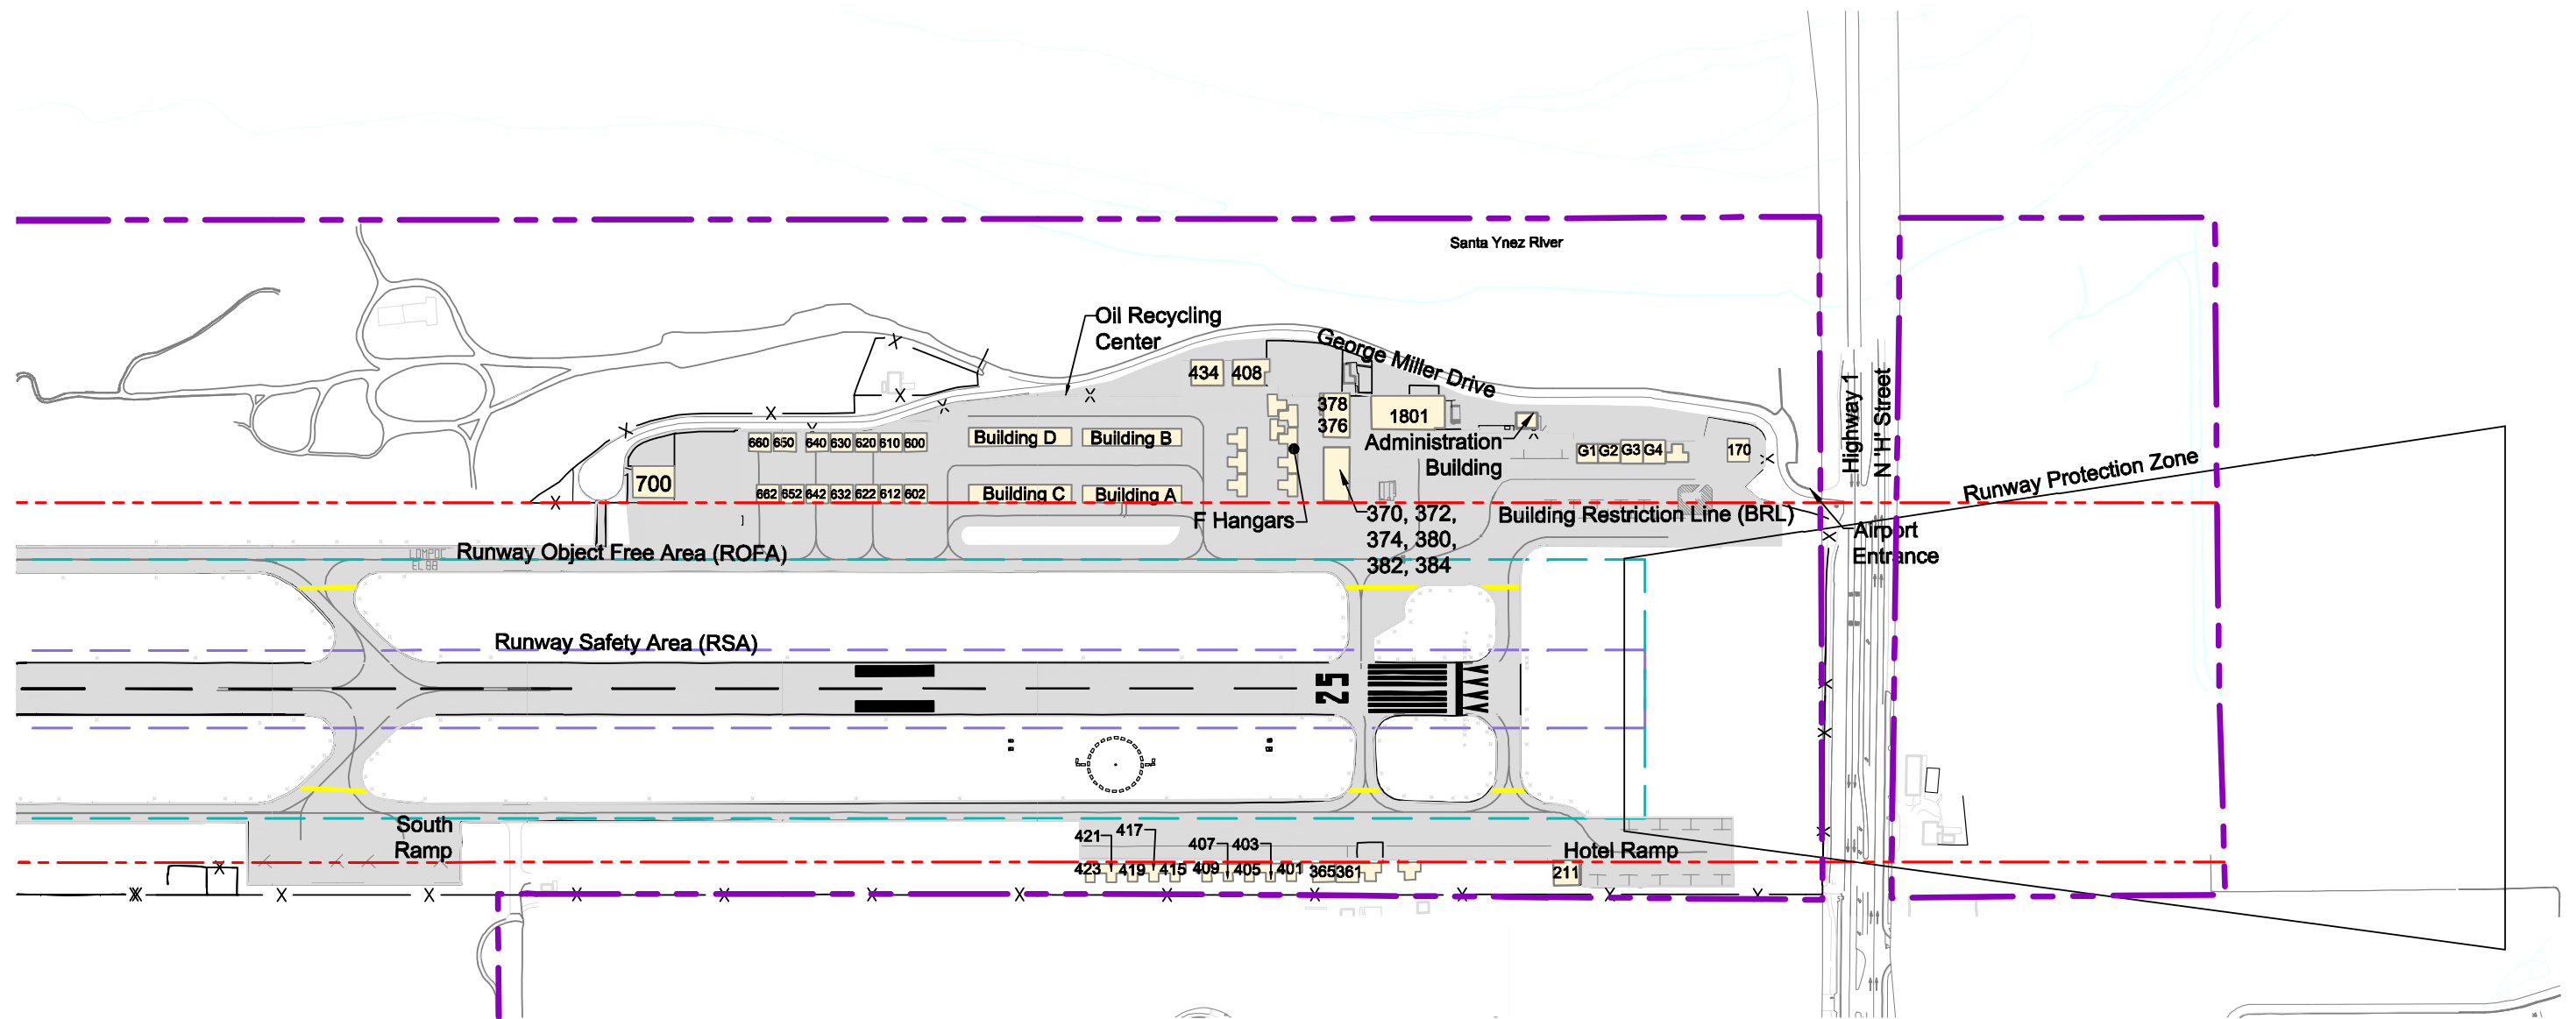 Santa Ynez River
Oil Recycling
Center
George Miller Drive
434
408
378
376
1801
Administration
Building
Highway 1
N 'H' Street
660
650
640
630
620
610
600
Building D
Building B
G1
G2
G3
G4
170
700
662
652
642
632
622
612
602
Building C
Building A
F Hangars
370, 372,
374, 380,
382, 384
Building Restriction Line (BRL)
Runway Protection Zone
Airport
Entrance
LOMPOC
EL 88
Runway Object Free Area (ROFA)
Runway Safety Area (RSA)
25
South
Ramp
421
417
407
403
423
419
415
409
405
401
365
361
Hotel Ramp
211